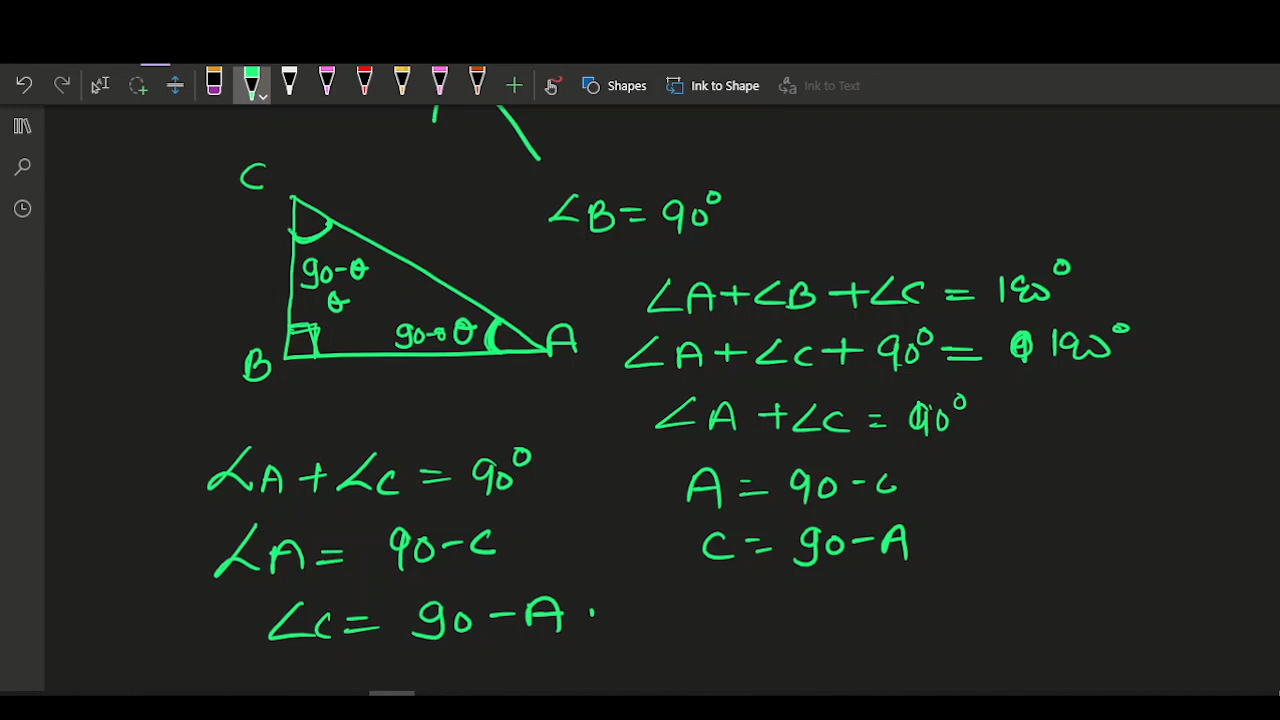 Shapes
Ink to Shape
Ink to Text
C
∠B = 90°
90-θ
θ
∠A+∠B+∠C = 180°
90-θ θ
A
B
∠A+∠C+90° = 180°
∠A+∠C = 90°
A = 90-C
C = 90-A
∠A+∠C = 90°
∠A = 90-C
∠C = 90-A.